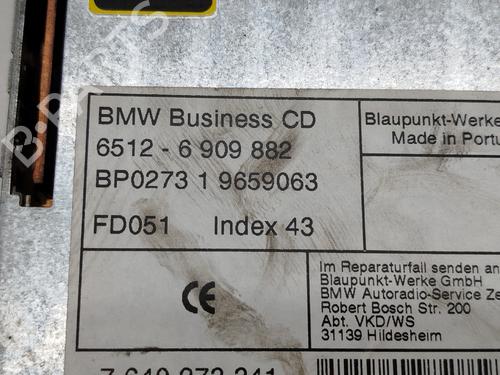 BMW Business CD
6512 - 6 909 882
BP0273 1 9659063
FD051 Index 43
Blaupunkt-Werke
Made in Portu
CE
Im Reparaturfall senden an
Blaupunkt-Werke GmbH
BMW Autoradio-Service Ze
Robert Bosch Str. 200
Abt. VKD/WS
31139 Hildesheim
B-PARTS